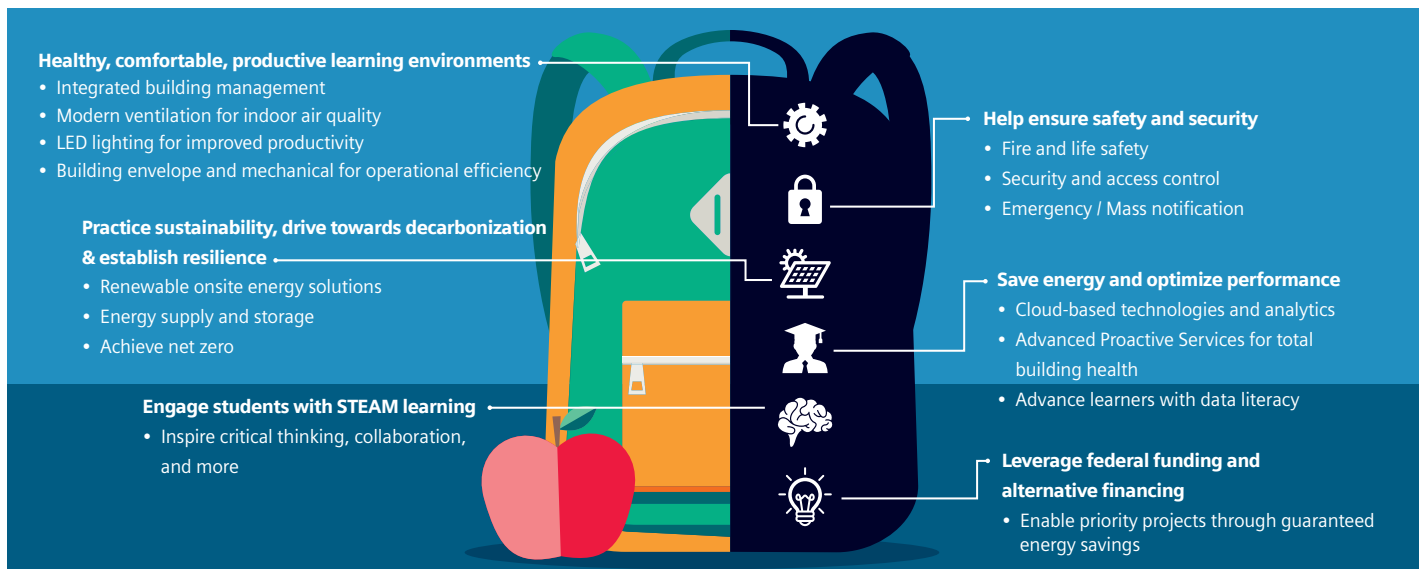 Healthy, comfortable, productive learning environments
• Integrated building management
• Modern ventilation for indoor air quality
• LED lighting for improved productivity
• Building envelope and mechanical for operational efficiency
Practice sustainability, drive towards decarbonization
& establish resilience
• Renewable onsite energy solutions
• Energy supply and storage
• Achieve net zero
Engage students with STEAM learning
• Inspire critical thinking, collaboration,
and more
Help ensure safety and security
• Fire and life safety
• Security and access control
• Emergency / Mass notification
Save energy and optimize performance
• Cloud-based technologies and analytics
• Advanced Proactive Services for total
building health
• Advance learners with data literacy
Leverage federal funding and
alternative financing
• Enable priority projects through guaranteed
energy savings